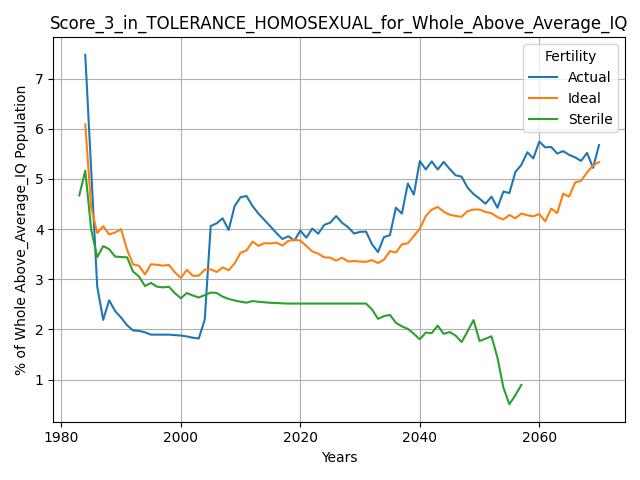 Score_3_in_TOLERANCE_HOMOSEXUAL_for_Whole_Above_Average_IQ
% of Whole Above_Average_IQ Population
7
6
5
4
3
2
1
Fertility
Actual
Ideal
Sterile
1980
2000
2020
2040
2060
Years